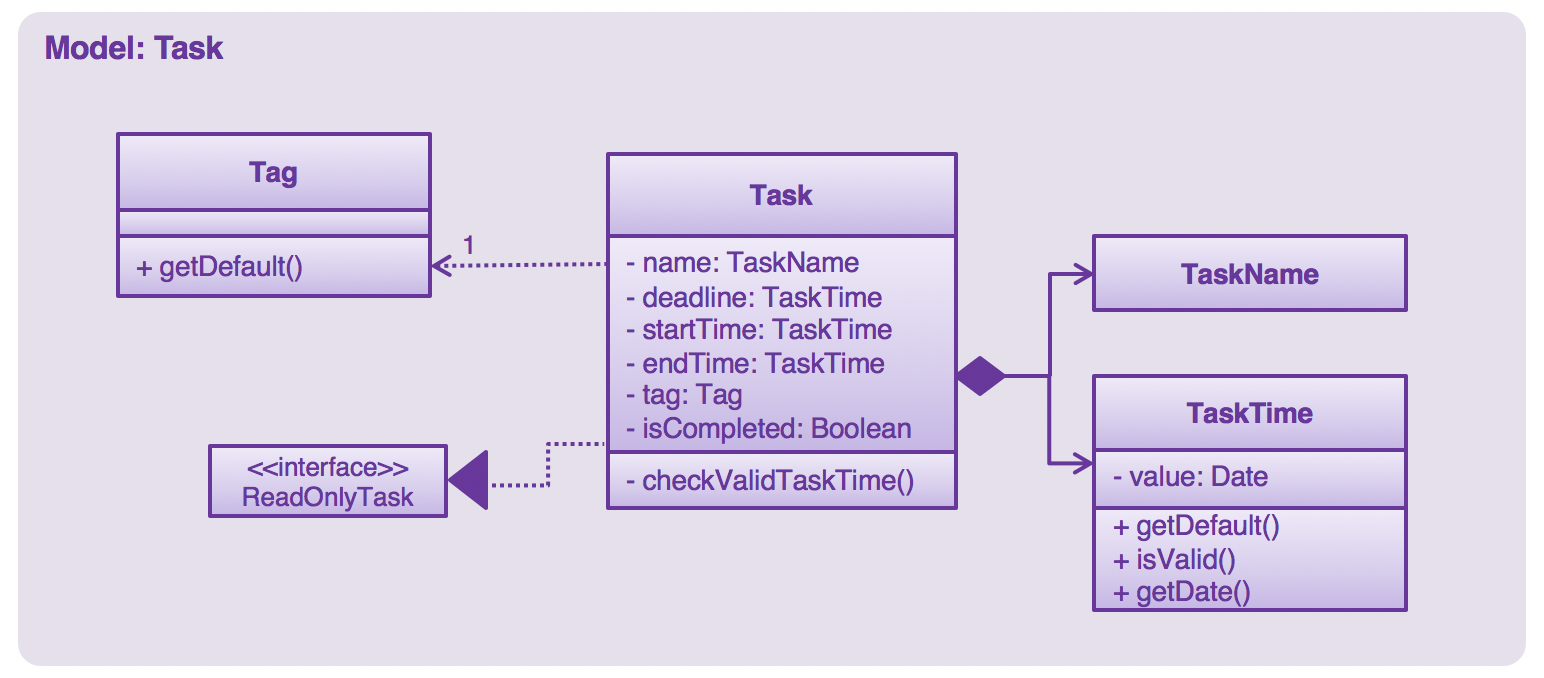 Model: Task
Tag
+ getDefault()
1
Task
- name: TaskName
- deadline: TaskTime
- startTime: TaskTime
- endTime: TaskTime
- tag: Tag
- isCompleted: Boolean
- checkValidTaskTime()
<<interface>>
ReadOnlyTask
TaskName
TaskTime
- value: Date
+ getDefault()
+ isValid()
+ getDate()